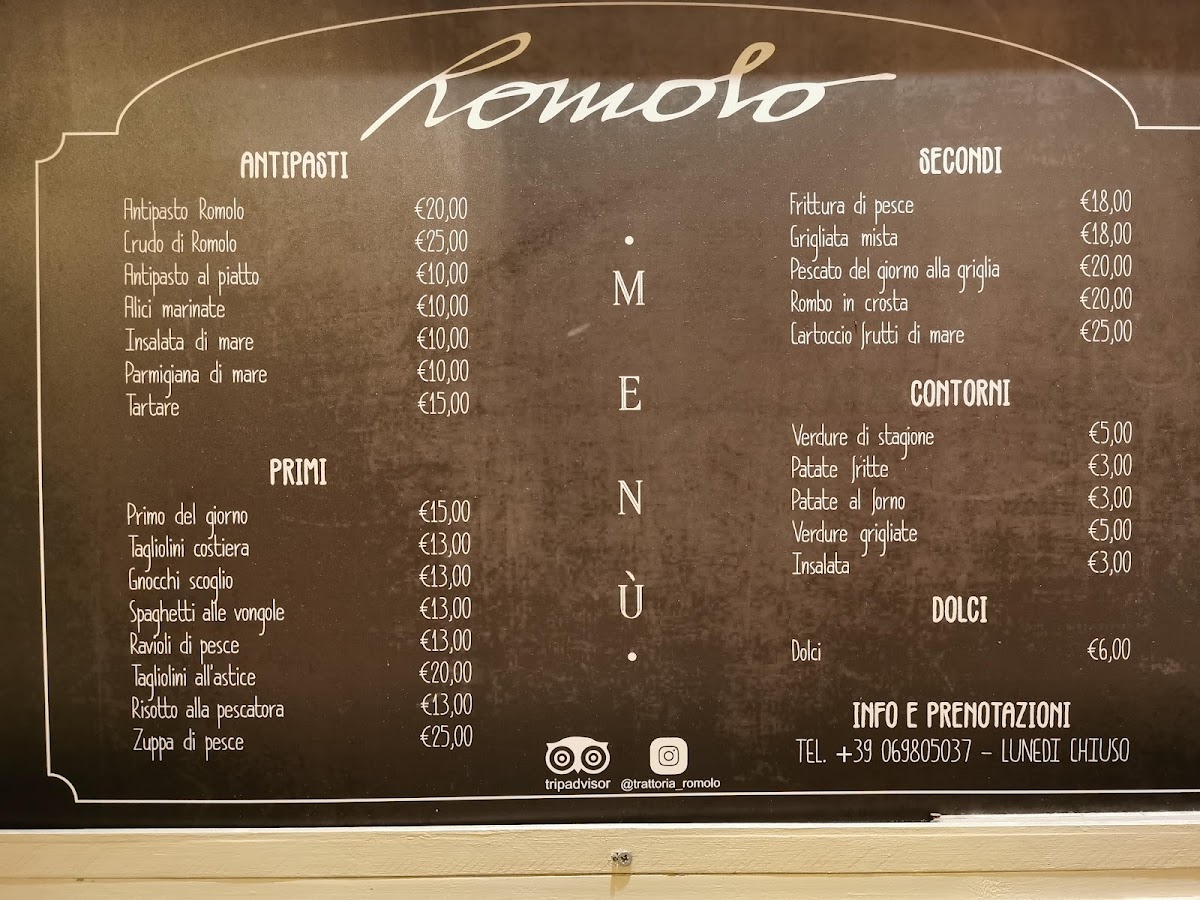 Romolo
ANTIPASTI
Antipasto Romolo €20,00
Crudo di Romolo €25,00
Antipasto al piatto €10,00
Alici marinate €10,00
Insalata di mare €10,00
Parmigiana di mare €10,00
Tartare €15,00
PRIMI
Primo del giorno €15,00
Tagliolini costiera €13,00
Gnocchi scoglio €13,00
Spaghetti alle vongole €13,00
Ravioli di pesce €13,00
Tagliolini all'astice €20,00
Risotto alla pescatora €13,00
Zuppa di pesce €25,00
• M E N Ù •
tripadvisor @trattoria_romolo
SECONDI
Frittura di pesce €18,00
Grigliata mista €18,00
Pescato del giorno alla griglia €20,00
Rombo in crosta €20,00
Cartoccio frutti di mare €25,00
CONTORNI
Verdure di stagione €5,00
Patate fritte €3,00
Patate al forno €3,00
Verdure grigliate €5,00
Insalata €3,00
DOLCI
Dolci €6,00
INFO E PRENOTAZIONI
TEL. +39 069805037 – LUNEDI CHIUSO